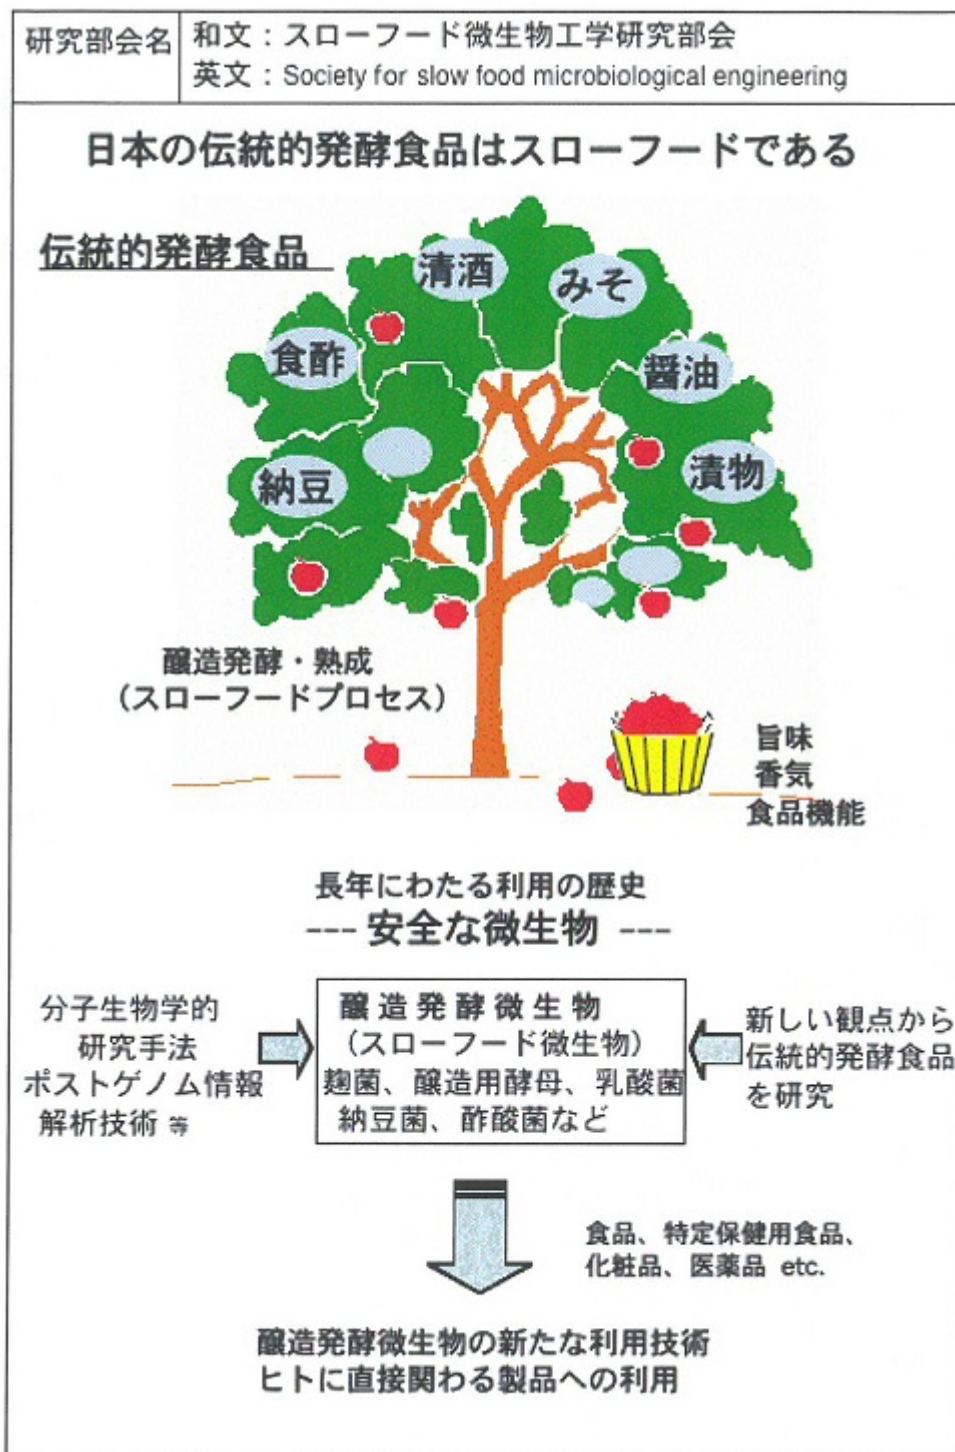 研究部会名
和文：スローフード微生物工学研究部会
英文：Society for slow food microbiological engineering
日本の伝統的発酵食品はスローフードである
伝統的発酵食品
清酒
みそ
食酢
醤油
納豆
漬物
醸造発酵・熟成
（スローフードプロセス）
旨味
香気
食品機能
長年にわたる利用の歴史
--- 安全な微生物 ---
分子生物学的
研究手法
ポストゲノム情報
解析技術 等
醸造発酵微生物
（スローフード微生物）
麹菌、醸造用酵母、乳酸菌
納豆菌、酢酸菌など
新しい観点から
伝統的発酵食品
を研究
食品、特定保健用食品、
化粧品、医薬品 etc.
醸造発酵微生物の新たな利用技術
ヒトに直接関わる製品への利用